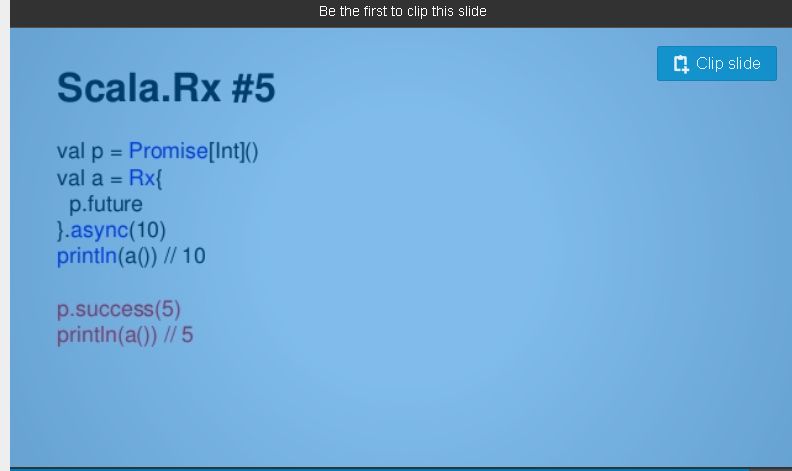 Be the first to clip this slide
Clip slide
Scala.Rx #5
val p = Promise[Int]()
val a = Rx{
p.future
}.async(10)
println(a()) // 10
p.success(5)
println(a()) // 5